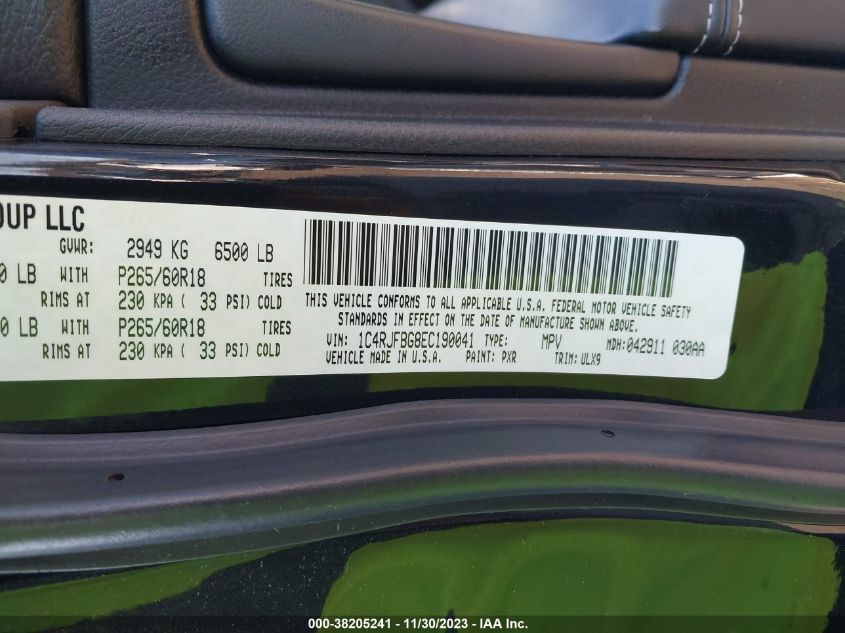 OUP LLC
GVWR: 2949 KG 6500 LB
0 LB WITH P265/60R18 TIRES
RIMS AT 230 KPA ( 33 PSI) COLD
0 LB WITH P265/60R18 TIRES
RIMS AT 230 KPA ( 33 PSI) COLD
THIS VEHICLE CONFORMS TO ALL APPLICABLE U.S.A. FEDERAL MOTOR VEHICLE SAFETY
STANDARDS IN EFFECT ON THE DATE OF MANUFACTURE SHOWN ABOVE.
VIN: 1C4RJFBG8EC190041 TYPE: MPV MDH:042911 030AA
VEHICLE MADE IN U.S.A. PAINT: PXR TRIM: ULX9
000-38205241 - 11/30/2023 - IAA Inc.